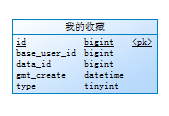 我的收藏
id bigint <pk>
base_user_id bigint
data_id bigint
gmt_create datetime
type tinyint